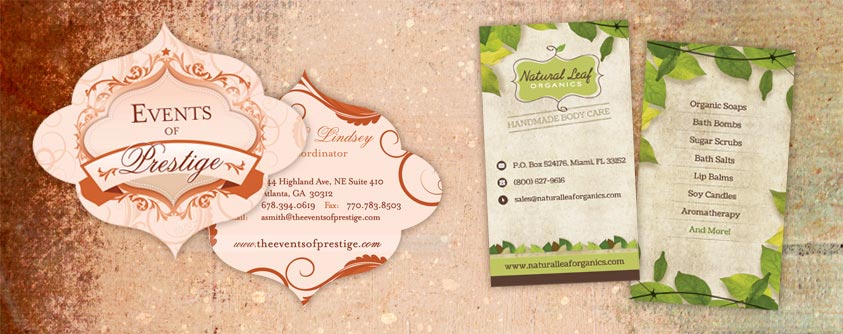 EVENTS
OF
Prestige
Lindsey
ordinator
44 Highland Ave, NE Suite 410
tlanta, GA 30312
678.394.0619 Fax: 770.783.8503
asmith@theeventsofprestige.com
www.theeventsofprestige.com
Natural Leaf
ORGANICS
HANDMADE BODY CARE
P.O. Box 524176, Miami, FL 33152
(800) 627-9616
sales@naturalleaforganics.com
www.naturalleaforganics.com
Organic Soaps
Bath Bombs
Sugar Scrubs
Bath Salts
Lip Balms
Soy Candles
Aromatherapy
And More!